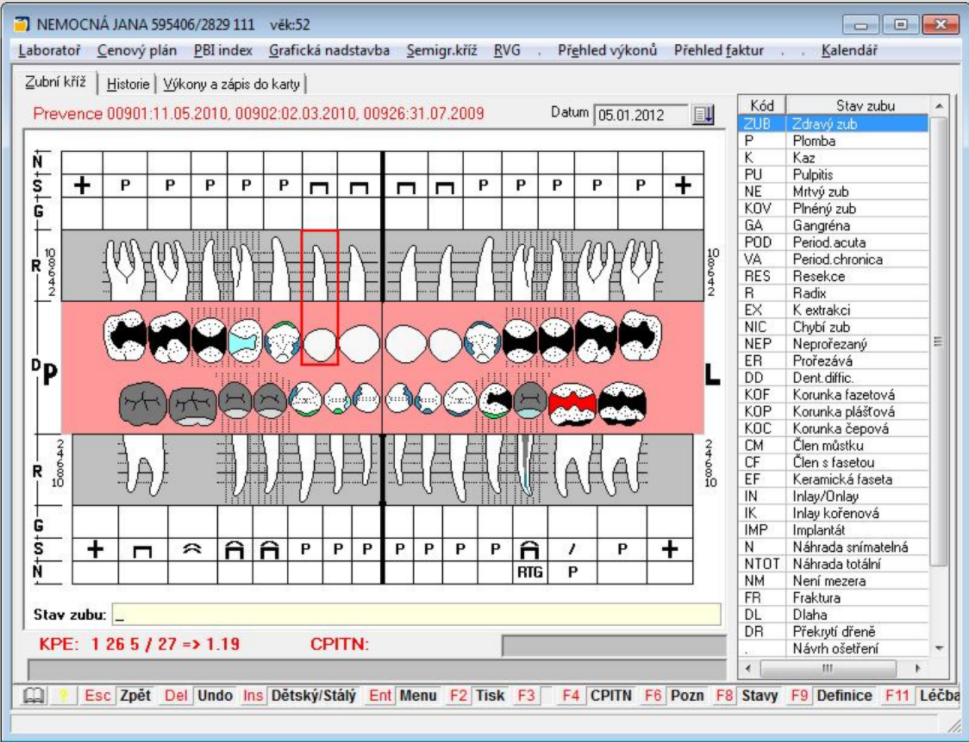 NEMOCNÁ JANA 595406/2829 111 věk:52
Laboratoř Cenový plán PBI index Grafická nadstavba Semigr.kříž RVG . Přehled výkonů Přehled faktur . . Kalendář
Zubní kříž Historie Výkony a zápis do karty
Prevence 00901:11.05.2010, 00902:02.03.2010, 00926:31.07.2009 Datum 05.01.2012
N
S + P P P P P P P P P P +
G
R 10 8 6 4 2 10 8 6 4 2
D P L
R 2 4 6 8 10 2 4 6 8 10
G
S + P P P P P P P / P +
N RTG P
Stav zubu: _
KPE: 1 26 5 / 27 => 1.19 CPITN:
Kód Stav zubu
ZUB Zdravý zub
P Plomba
K Kaz
PU Pulpitis
NE Mrtvý zub
KOV Plněný zub
GA Gangréna
POD Period.acuta
VA Period.chronica
RES Resekce
R Radix
EX K extrakci
NIC Chybí zub
NEP Neprořezaný
ER Prořezává
DD Dent.diffic.
KOF Korunka fazetová
KOP Korunka plášťová
KOC Korunka čepová
CM Člen můstku
CF Člen s fasetou
EF Keramická faseta
IN Inlay/Onlay
IK Inlay kořenová
IMP Implantát
N Náhrada snímatelná
NTOT Náhrada totální
NM Není mezera
FR Fraktura
DL Dlaha
DR Překrytí dřeně
. Návrh ošetření
? Esc Zpět Del Undo Ins Dětský/Stálý Ent Menu F2 Tisk F3 F4 CPITN F6 Pozn F8 Stavy F9 Definice F11 Léčba